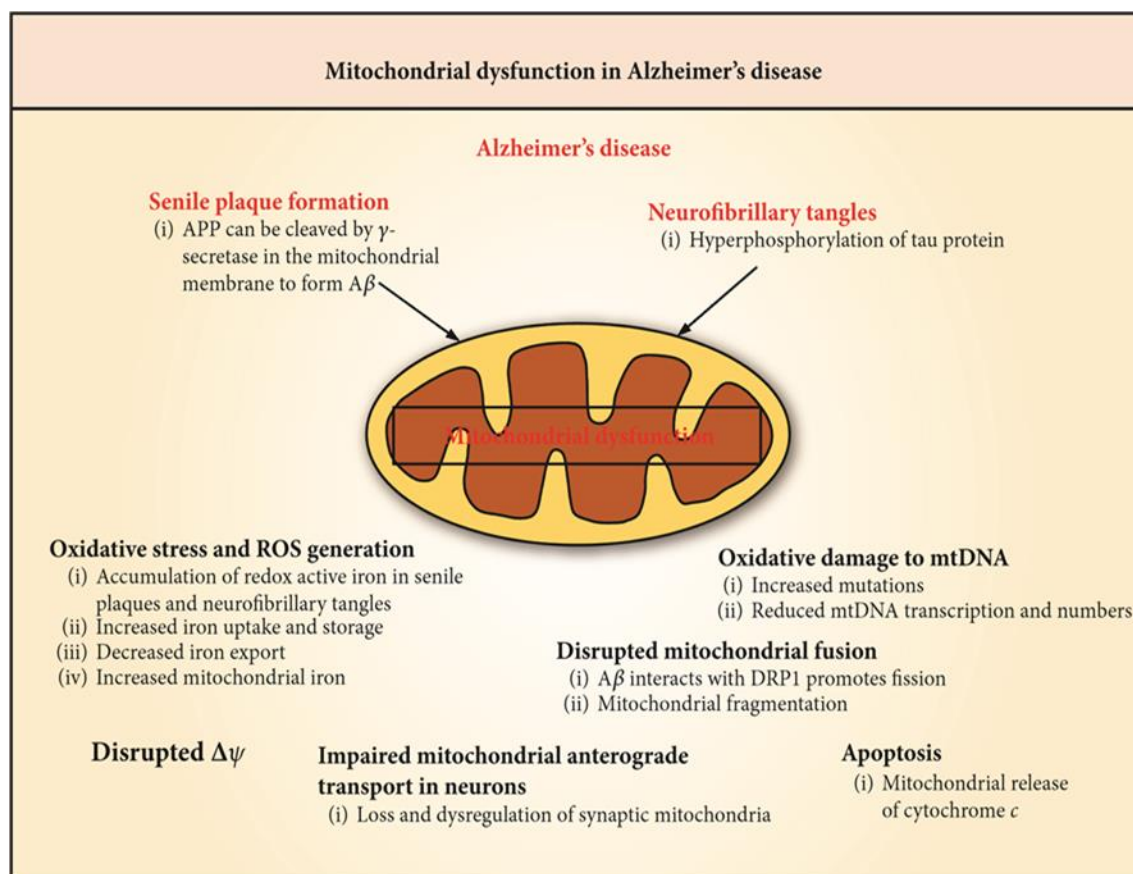 Mitochondrial dysfunction in Alzheimer's disease
Alzheimer's disease
Senile plaque formation
(i) APP can be cleaved by γ-
secretase in the mitochondrial
membrane to form Aβ
Neurofibrillary tangles
(i) Hyperphosphorylation of tau protein
Mitochondrial dysfunction
Oxidative stress and ROS generation
(i) Accumulation of redox active iron in senile
plaques and neurofibrillary tangles
(ii) Increased iron uptake and storage
(iii) Decreased iron export
(iv) Increased mitochondrial iron
Oxidative damage to mtDNA
(i) Increased mutations
(ii) Reduced mtDNA transcription and numbers
Disrupted mitochondrial fusion
(i) Aβ interacts with DRP1 promotes fission
(ii) Mitochondrial fragmentation
Disrupted Δψ
Impaired mitochondrial anterograde
transport in neurons
(i) Loss and dysregulation of synaptic mitochondria
Apoptosis
(i) Mitochondrial release
of cytochrome c